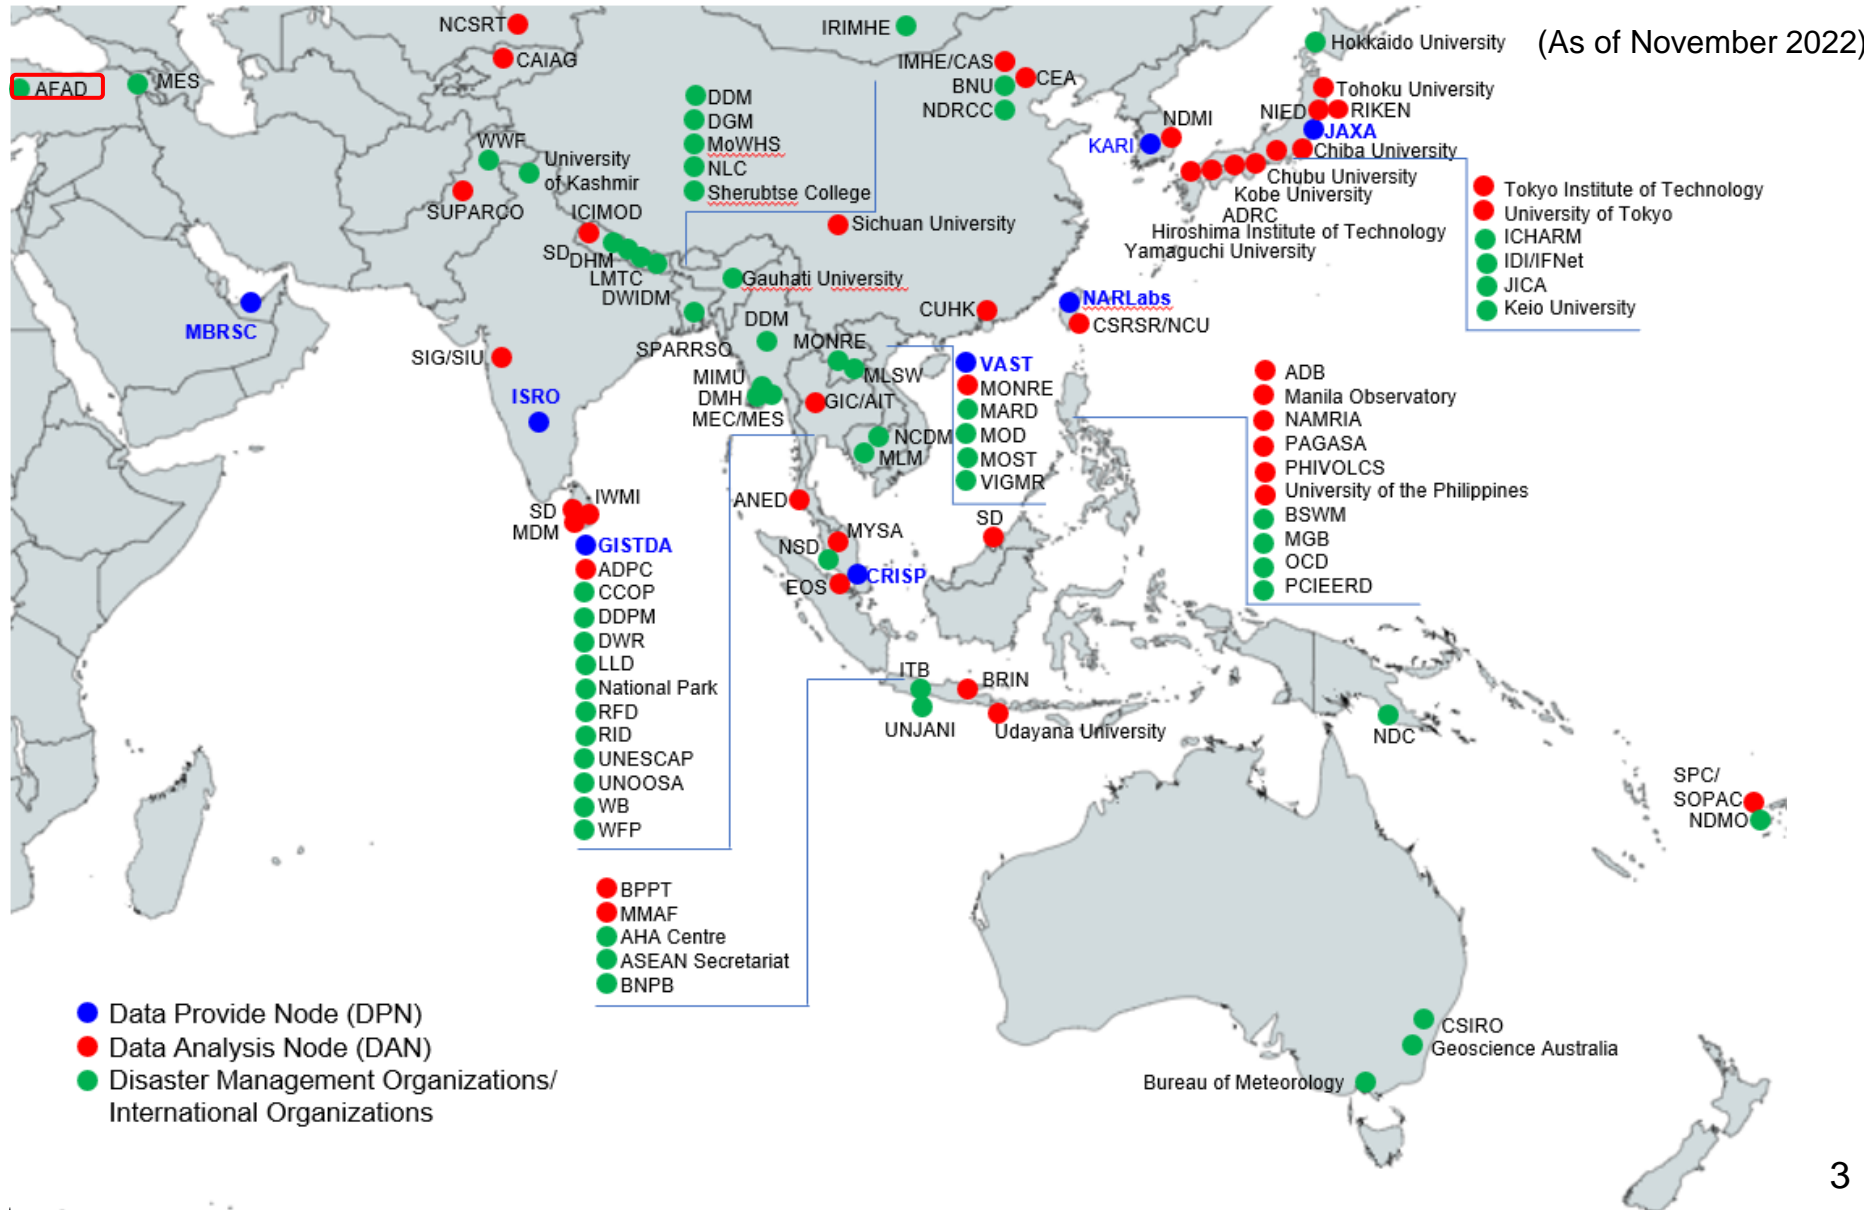 (As of November 2022)
NCSRT
CAIAG
AFAD
MES
IRIMHE
IMHE/CAS
CEA
BNU
NDRCC
Hokkaido University
Tohoku University
NIED
RIKEN
JAXA
Chiba University
Chubu University
Kobe University
ADRC
Hiroshima Institute of Technology
Yamaguchi University
NDMI
KARI
Tokyo Institute of Technology
University of Tokyo
ICHARM
IDI/IFNet
JICA
Keio University
DDM
DGM
MoWHS
NLC
Sherubtse College
WWF
University
of Kashmir
SUPARCO
ICIMOD
SD
DHM
LMTC
DWIDM
Sichuan University
Gauhati University
MBRSC
SIG/SIU
ISRO
SPARRSO
DDM
MIMU
DMH
MEC/MES
MONRE
MLSW
GIC/AIT
NCDM
MLM
CUHK
NARLabs
CSRSR/NCU
VAST
MONRE
MARD
MOD
MOST
VIGMR
ADB
Manila Observatory
NAMRIA
PAGASA
PHIVOLCS
University of the Philippines
BSWM
MGB
OCD
PCIEERD
IWMI
SD
MDM
ANED
MYSA
NSD
CRISP
EOS
SD
GISTDA
ADPC
CCOP
DDPM
DWR
LLD
National Park
RFD
RID
UNESCAP
UNOOSA
WB
WFP
ITB
BRIN
UNJANI
Udayana University
NDC
SPC/
SOPAC
NDMO
BPPT
MMAF
AHA Centre
ASEAN Secretariat
BNPB
CSIRO
Geoscience Australia
Bureau of Meteorology
Data Provide Node (DPN)
Data Analysis Node (DAN)
Disaster Management Organizations/
International Organizations
3